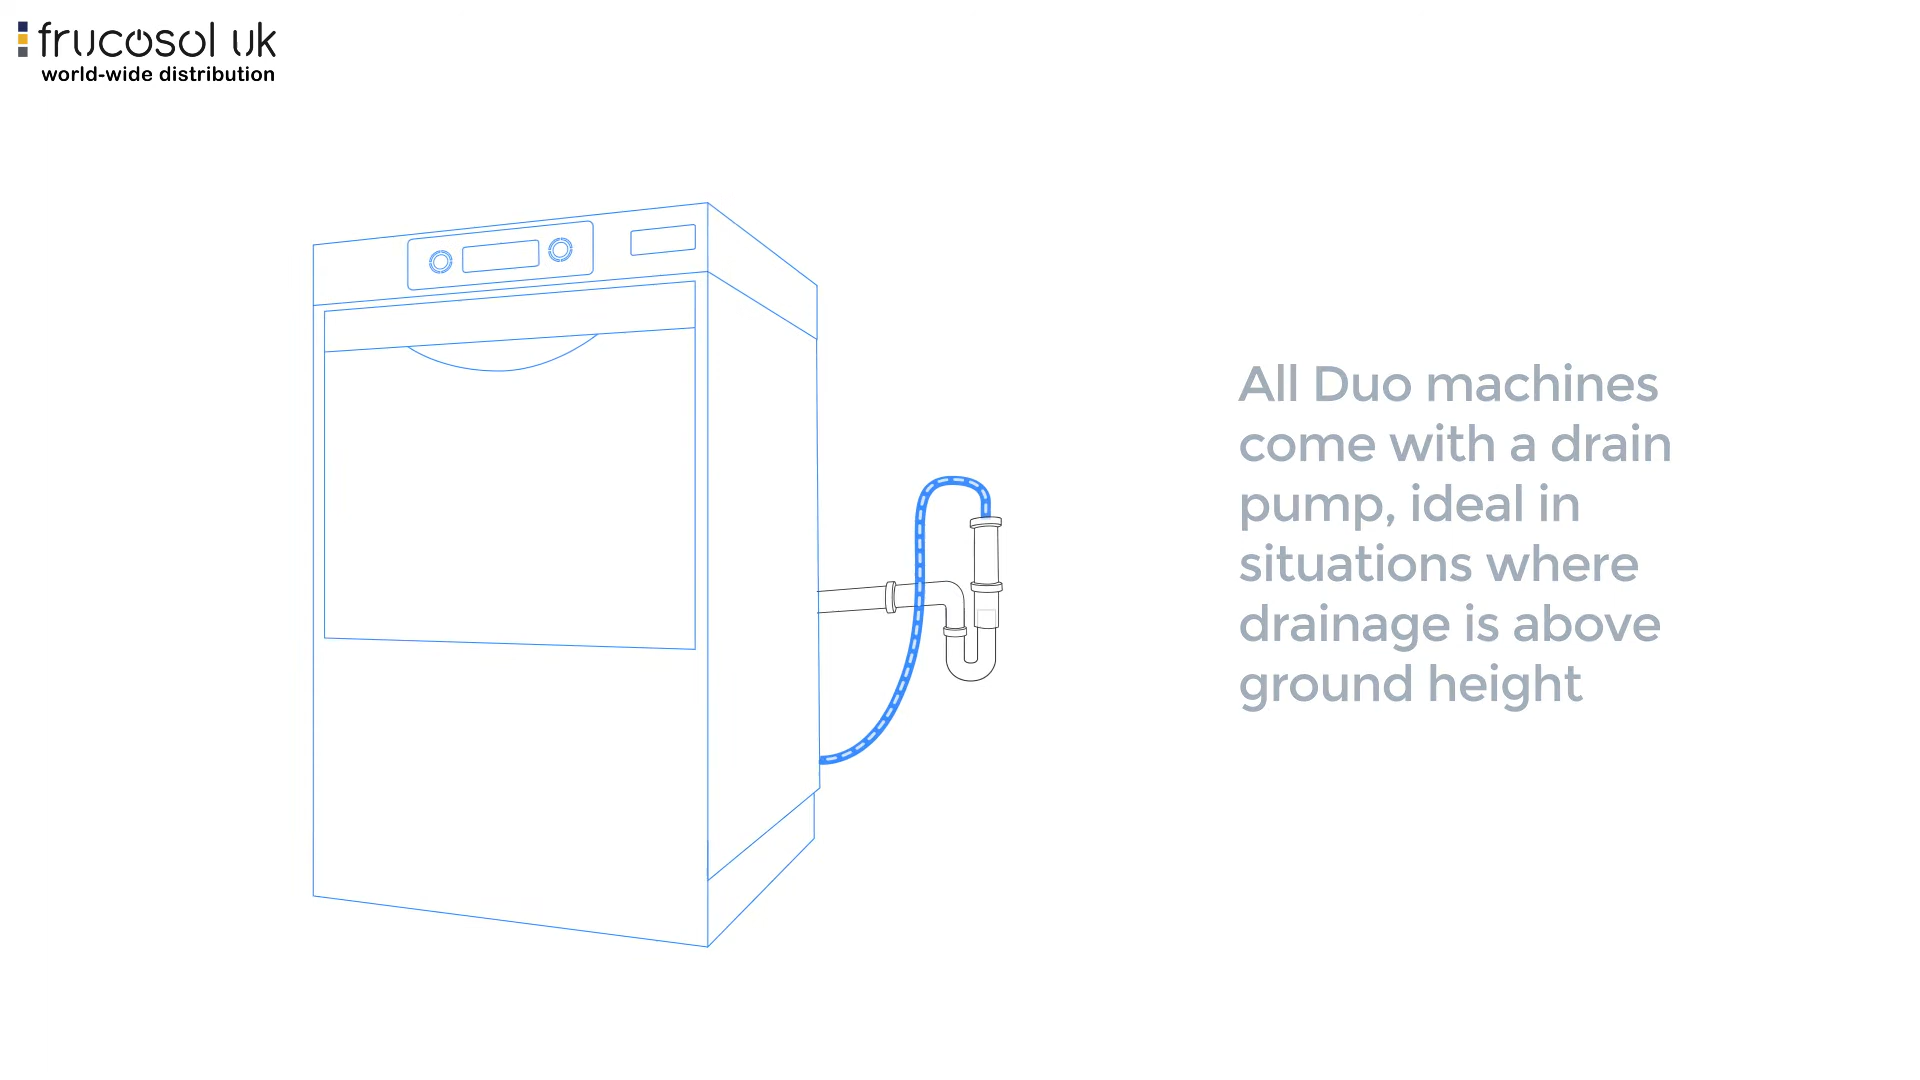 frucosol uk
world-wide distribution
All Duo machines
come with a drain
pump, ideal in
situations where
drainage is above
ground height